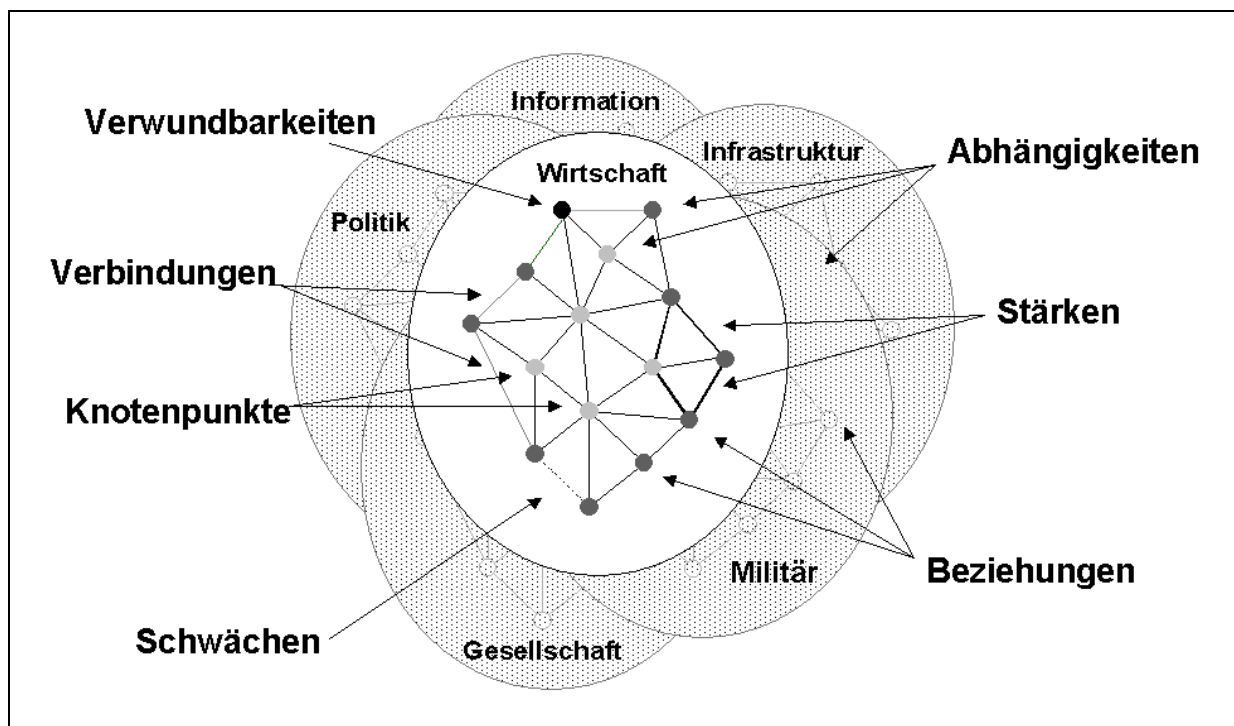 Information
Verwundbarkeiten
Infrastruktur
Abhängigkeiten
Wirtschaft
Politik
Verbindungen
Stärken
Knotenpunkte
Militär
Beziehungen
Schwächen
Gesellschaft